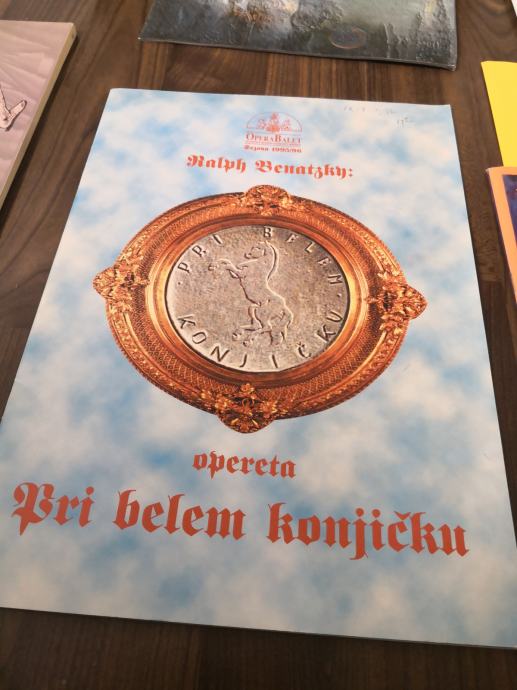 OPERA BALET
Sezona 1995/96
Ralph Benatzky:
PRI BELEM
KONJIČKU
opereta
Pri belem konjičku